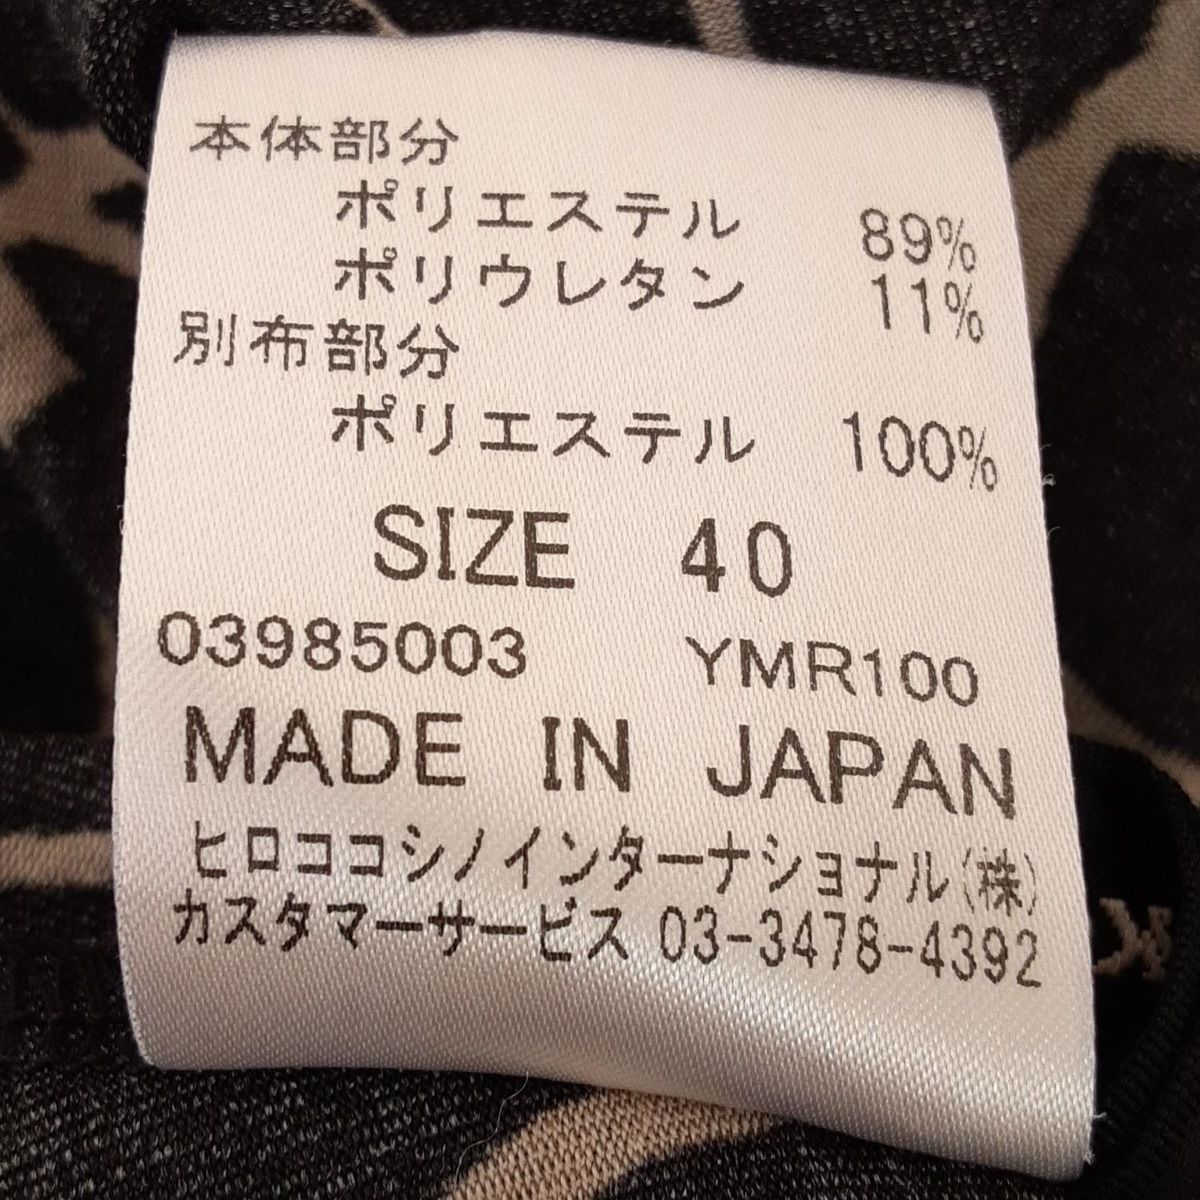 本体部分
ポリエステル 89%
ポリウレタン 11%
別布部分
ポリエステル 100%
SIZE 40
03985003 YMR100
MADE IN JAPAN
ヒロココシノインターナショナル(株)
カスタマーサービス 03-3478-4392